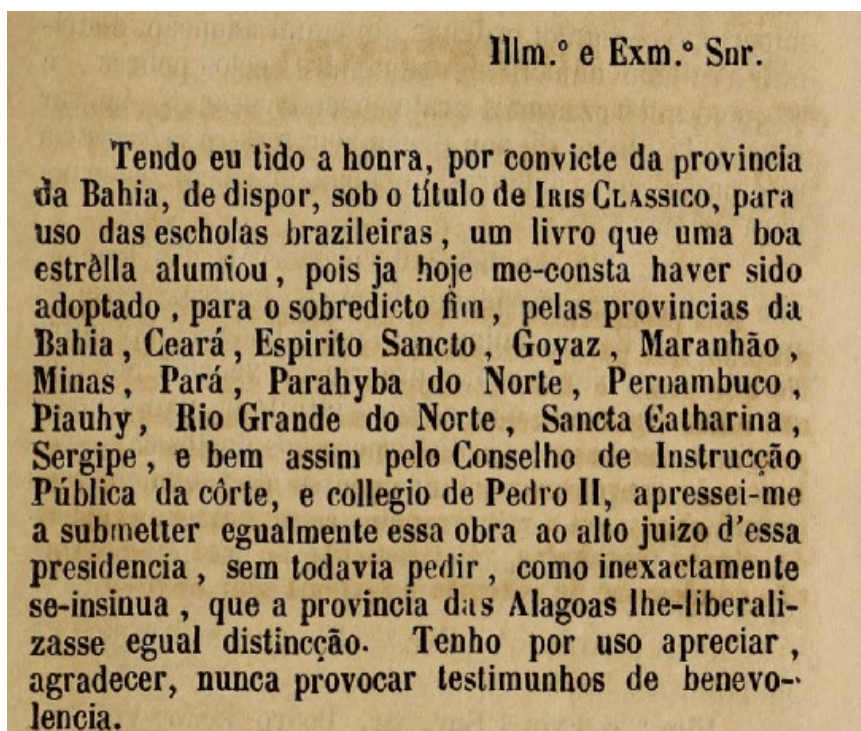 Illm.º e Exm.º Snr.
Tendo eu tido a honra, por convicte da provincia
da Bahia, de dispor, sob o título de IRIS CLASSICO, para
uso das escholas brazileiras, um livro que uma boa
estrêlla alumiou, pois ja hoje me-consta haver sido
adoptado, para o sobredicto fim, pelas provincias da
Bahia, Ceará, Espirito Sancto, Goyaz, Maranhão,
Minas, Pará, Parahyba do Norte, Pernambuco,
Piauhy, Rio Grande do Norte, Sancta Catharina,
Sergipe, e bem assim pelo Conselho de Instrucção
Pública da côrte, e collegio de Pedro II, apressei-me
a submetter egualmente essa obra ao alto juizo d'essa
presidencia, sem todavia pedir, como inexactamente
se-insinua, que a provincia das Alagoas lhe-liberali-
zasse egual distincção. Tenho por uso apreciar,
agradecer, nunca provocar testimunhos de benevo-
lencia.